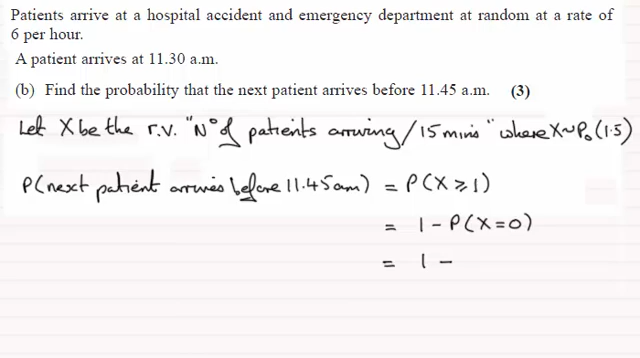 Patients arrive at a hospital accident and emergency department at random at a rate of
6 per hour.
A patient arrives at 11.30 a.m.
(b) Find the probability that the next patient arrives before 11.45 a.m. (3)
Let X be the r.v. "N° of patients arriving / 15 mins" where X~Po(1.5)
P(next patient arrives before 11.45am) = P(X ≥ 1)
= 1 - P(X=0)
= 1 -